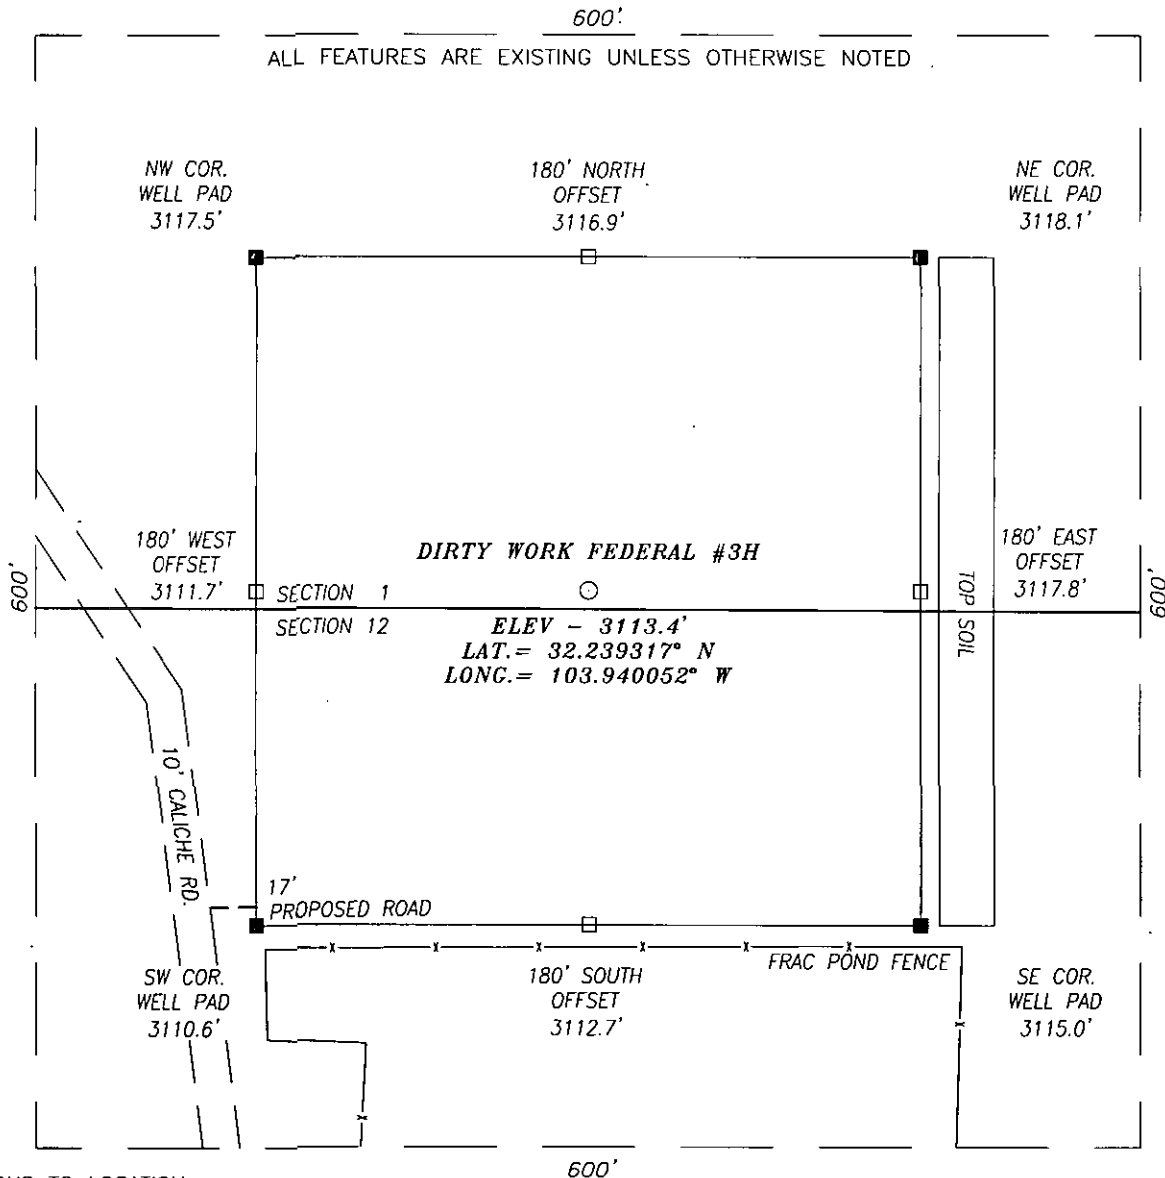 600'
ALL FEATURES ARE EXISTING UNLESS OTHERWISE NOTED
NW COR.
WELL PAD
3117.5'
180' NORTH
OFFSET
3116.9'
NE COR.
WELL PAD
3118.1'
180' WEST
OFFSET
3111.7'
DIRTY WORK FEDERAL #3H
180' EAST
OFFSET
3117.8'
600'
600'
SECTION 1
SECTION 12
ELEV - 3113.4'
LAT.= 32.239317° N
LONG.= 103.940052° W
TOP SOIL
10' CALICHE RD.
17'
PROPOSED ROAD
FRAC POND FENCE
SW COR.
WELL PAD
3110.6'
180' SOUTH
OFFSET
3112.7'
SE COR.
WELL PAD
3115.0'
600'